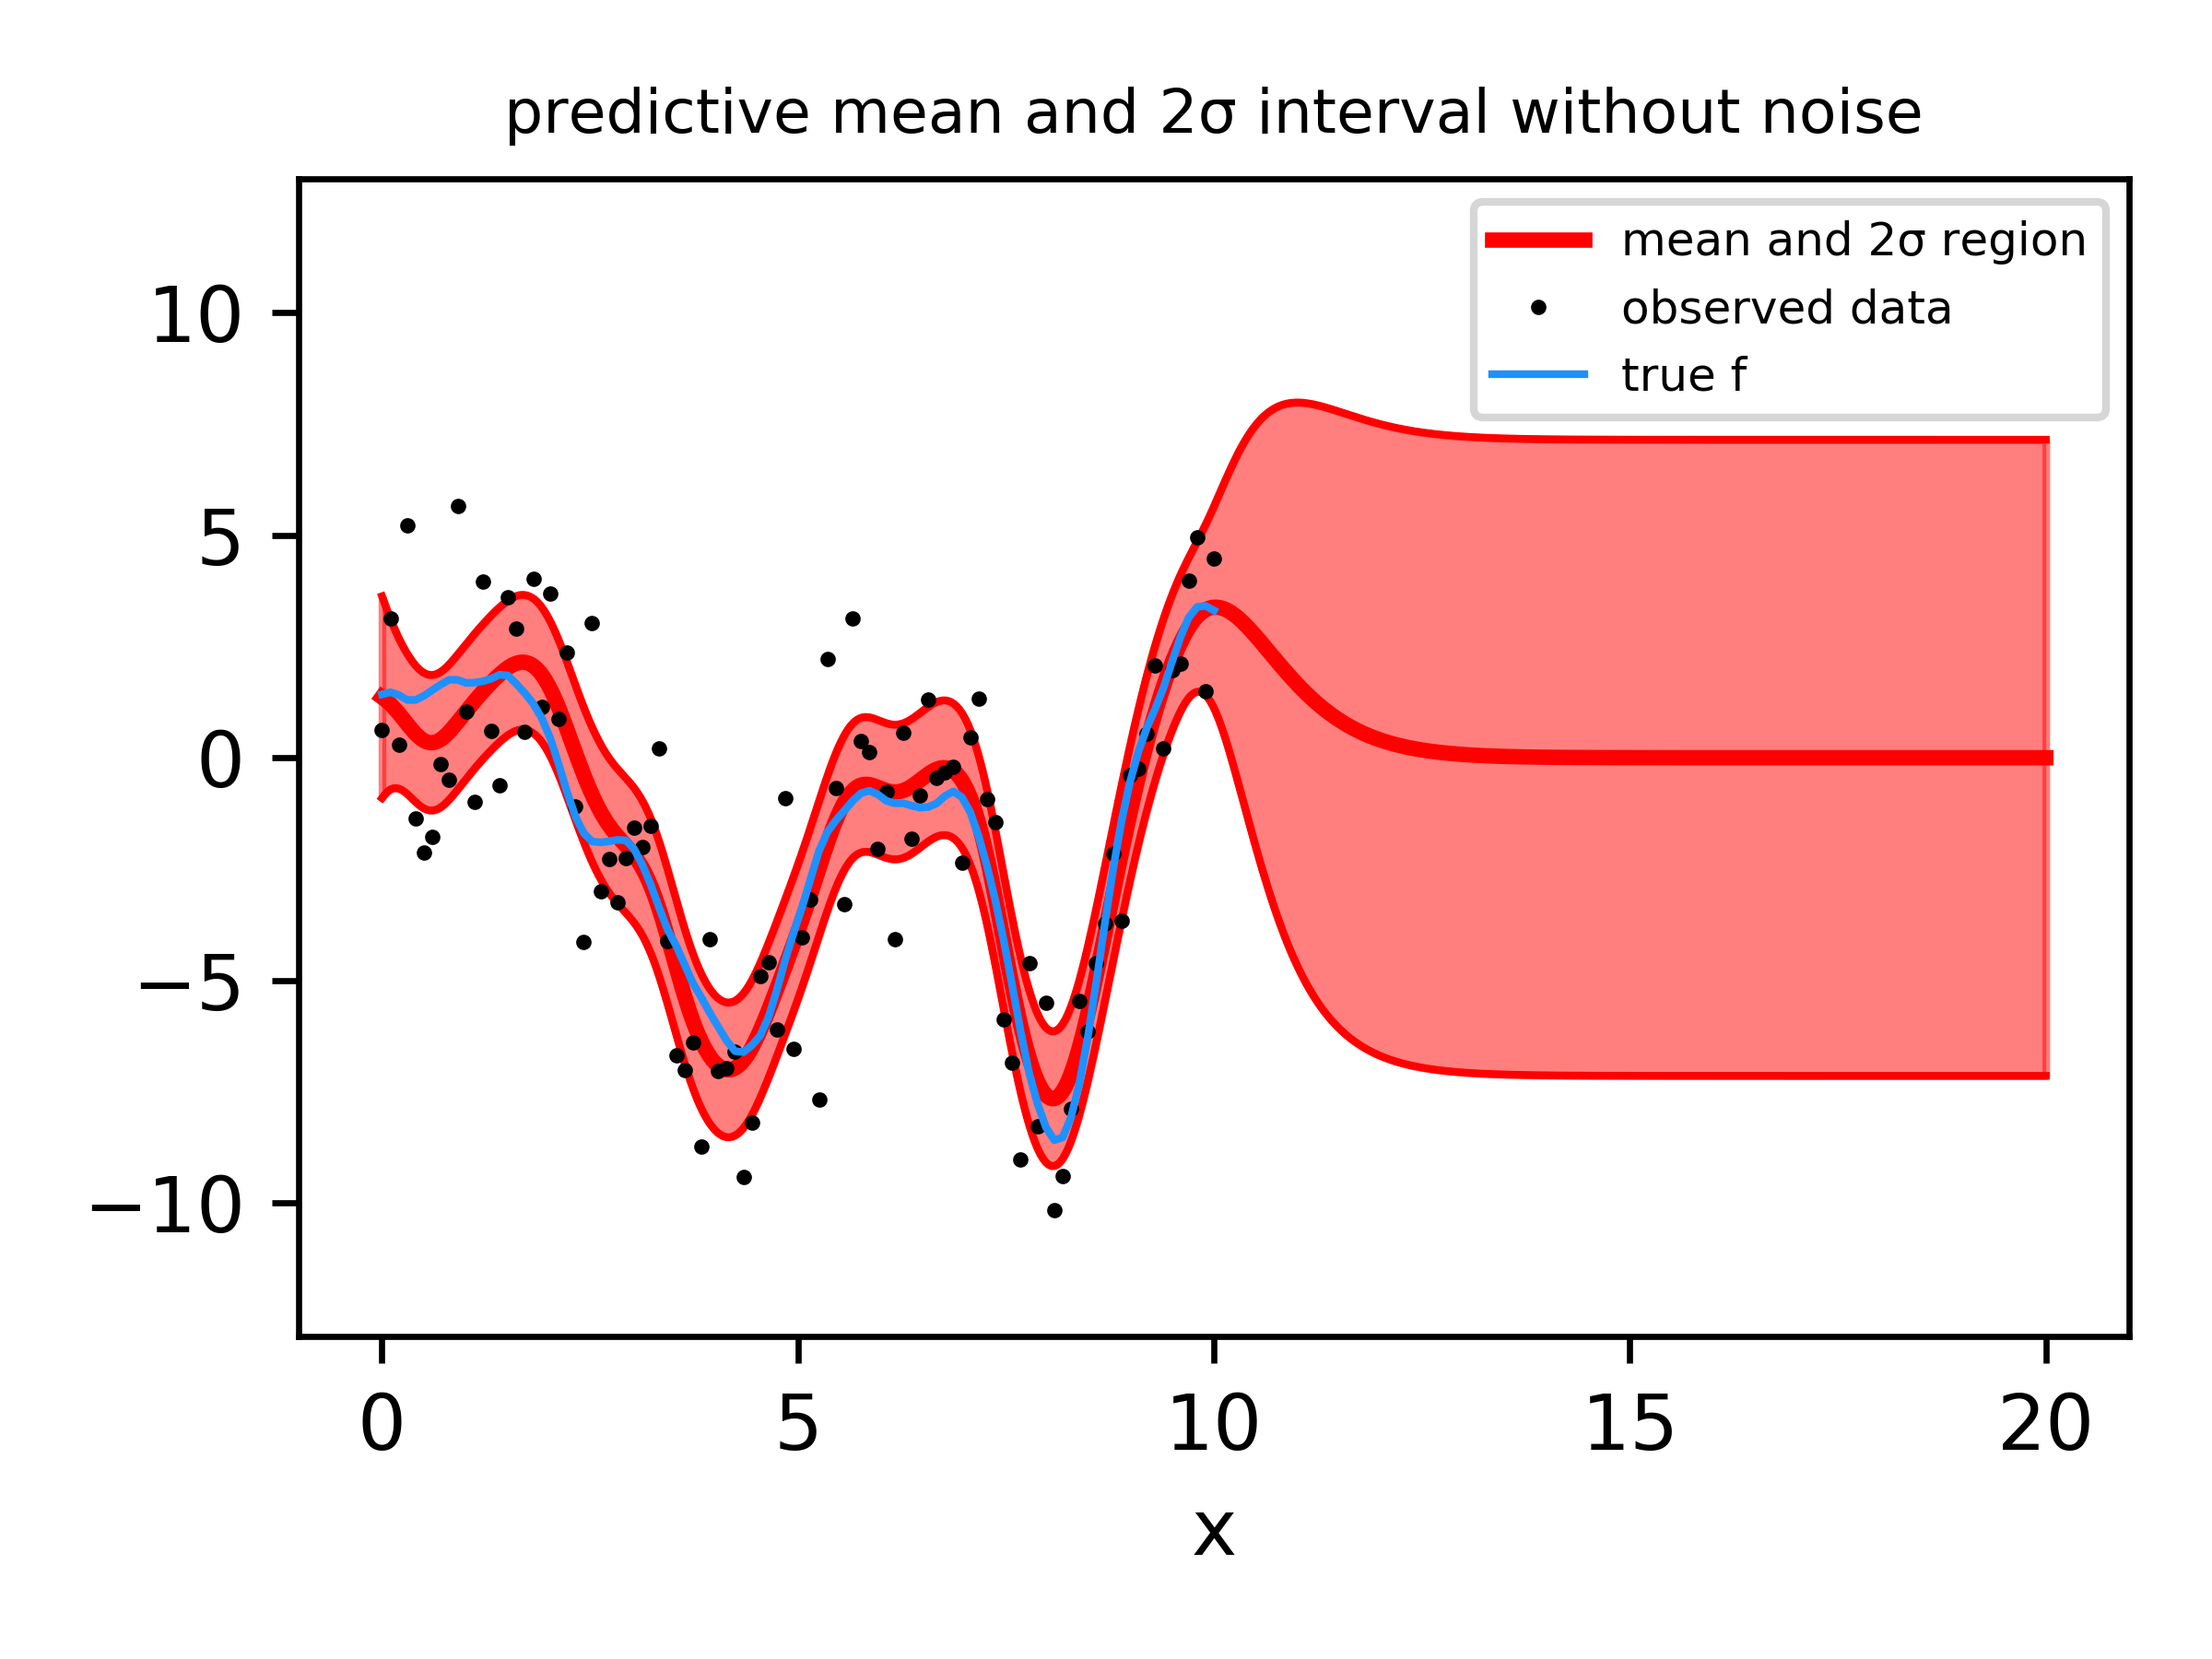 predictive mean and 2σ interval without noise
mean and 2σ region
observed data
true f
10
5
0
−5
−10
0 5 10 15 20
x